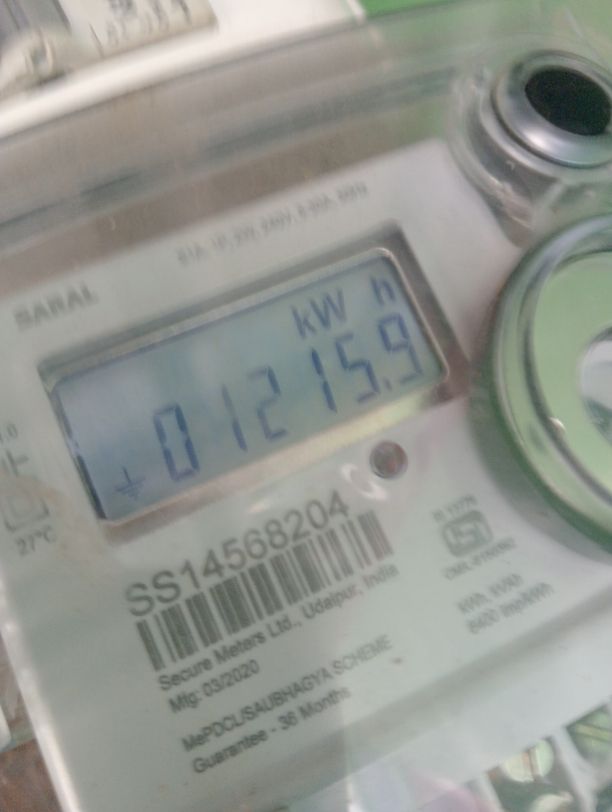 SARAL
kW h
01215.9
27°C
SS14568204
Secure Meters Ltd., Udaipur, India
Mfg: 03/2020
MePDCL/SAUBHAGYA SCHEME
Guarantee - 36 Months